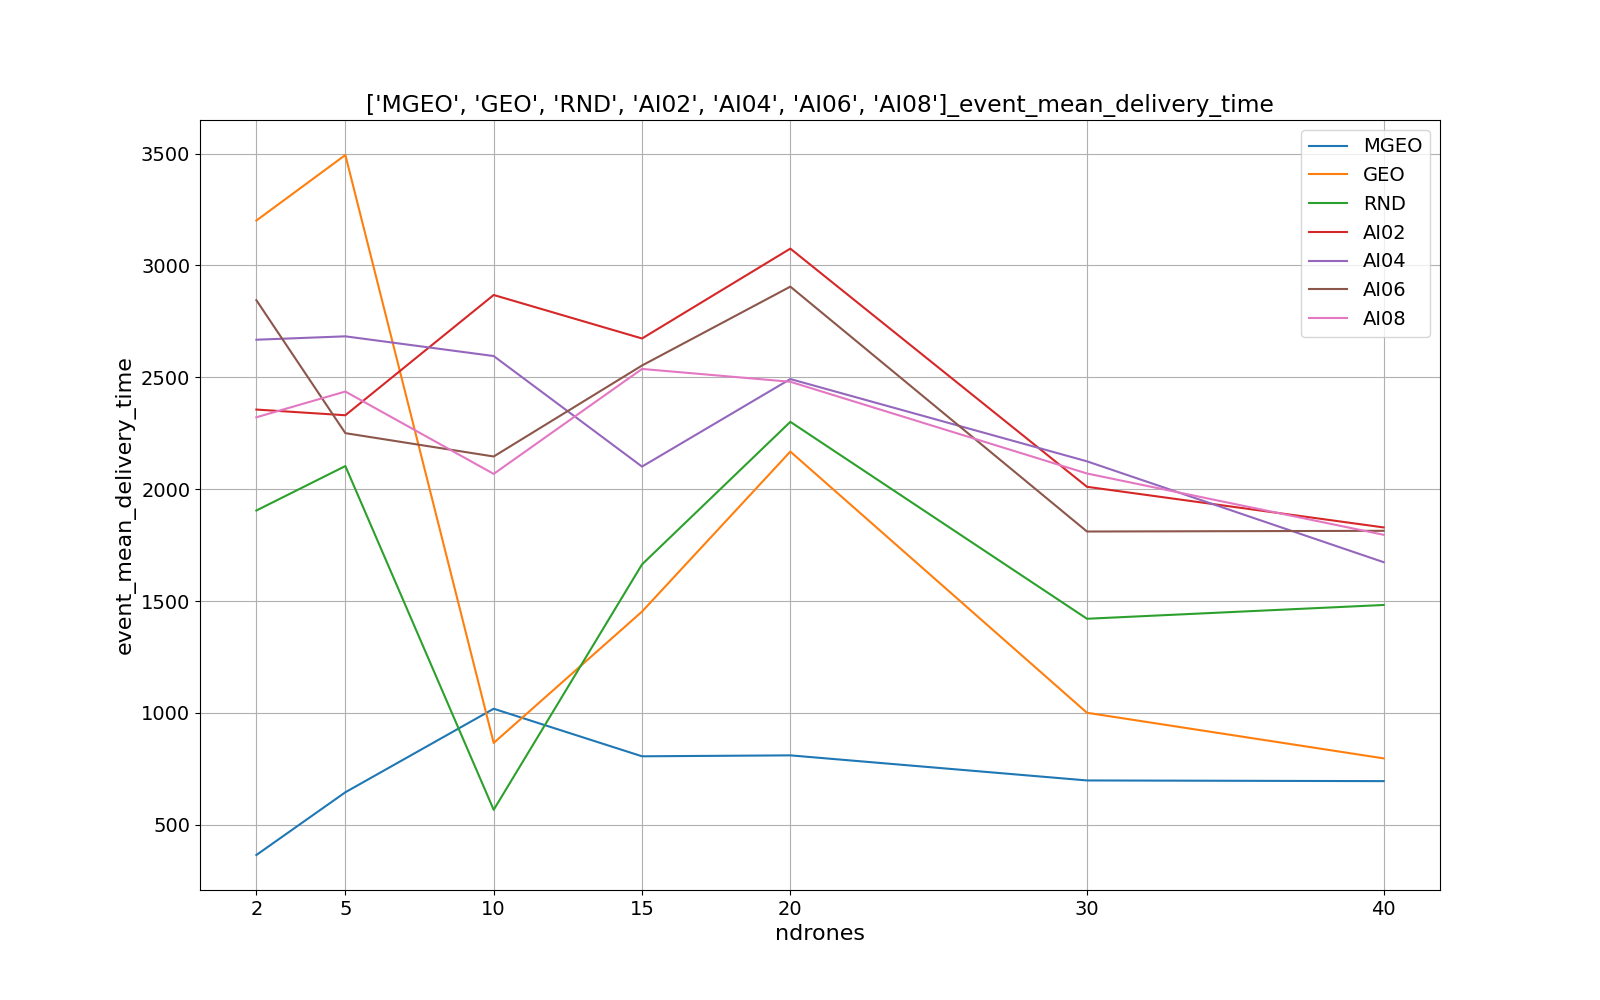 ['MGEO', 'GEO', 'RND', 'AI02', 'AI04', 'AI06', 'AI08']_event_mean_delivery_time
MGEO
GEO
RND
AI02
AI04
AI06
AI08
event_mean_delivery_time
3500
3000
2500
2000
1500
1000
500
2 5 10 15 20 30 40
ndrones